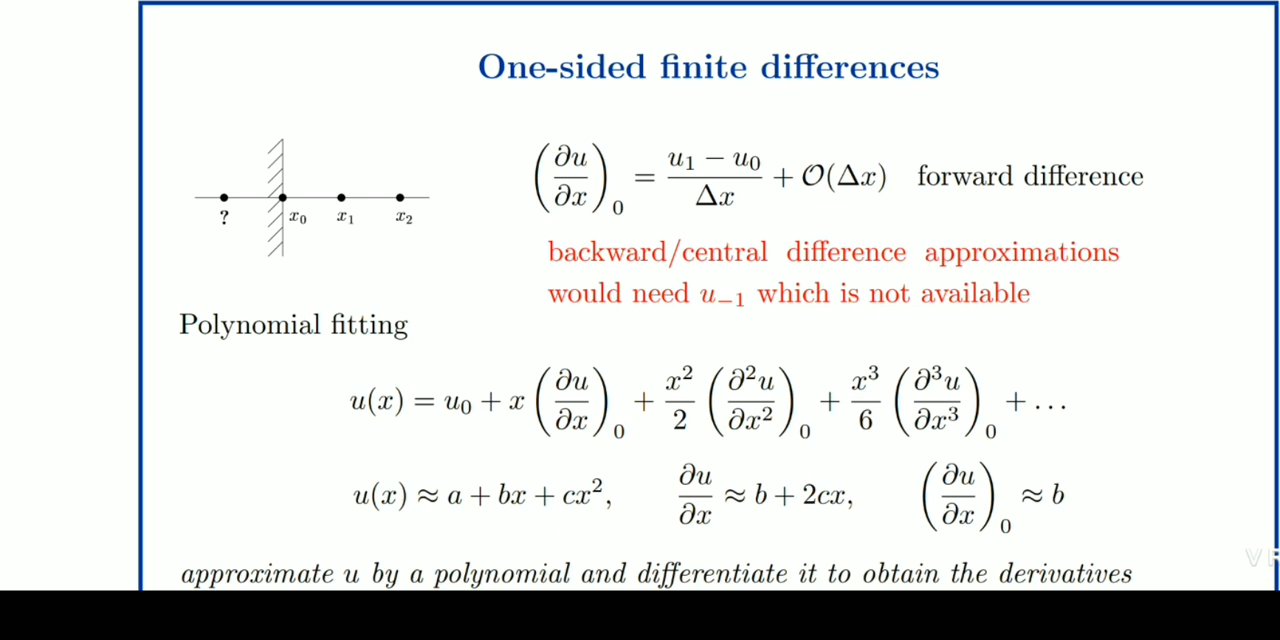 One-sided finite differences
(∂u/∂x)₀ = (u₁ − u₀)/Δx + 𝒪(Δx) forward difference
? x₀ x₁ x₂
backward/central difference approximations
would need u₋₁ which is not available
Polynomial fitting
u(x) = u₀ + x (∂u/∂x)₀ + x²/2 (∂²u/∂x²)₀ + x³/6 (∂³u/∂x³)₀ + ...
u(x) ≈ a + bx + cx², ∂u/∂x ≈ b + 2cx, (∂u/∂x)₀ ≈ b
approximate u by a polynomial and differentiate it to obtain the derivatives